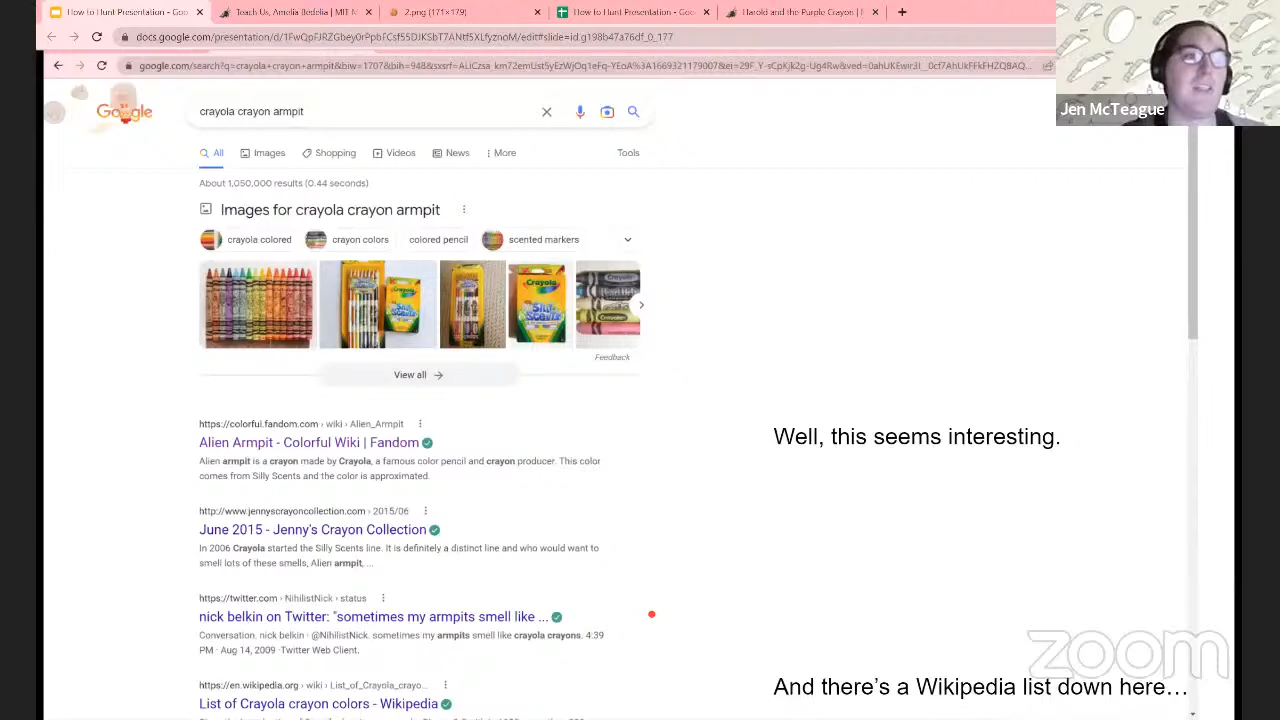 How to Hunt Presentation - Goo
Teach Us, Wikipedia! (And Mec
2.png (271×179)
How to Hunt Presentation - Goo
Harold and the Purple Crayon | H
docs.google.com/presentation/d/1FwQpFJRZGbey0rPpbFCsf55DJKSbT7ANtf5XLfyznoM/edit#slide=id.g198b47a76df_0_177
Jen McTeague
Google
crayola crayon armpit
All
Images
Shopping
Videos
News
More
Tools
About 1,050,000 results (0.44 seconds)
Images for crayola crayon armpit
crayola colored
crayon colors
colored pencil
scented markers
Feedback
View all
https://colorful.fandom.com › wiki › Alien_Armpit
Alien Armpit - Colorful Wiki | Fandom
Alien armpit is a crayon made by Crayola, a famous color pencil and crayon producer. This color
comes from Silly Scents and the color is approximated.
Well, this seems interesting.
http://www.jennyscrayoncollection.com › 2015/06
June 2015 - Jenny's Crayon Collection
In 2006 Crayola started the Silly Scents line. It is definitely a distinct line and who would want to
smell lots of these smells, Alien armpit, ...
https://twitter.com › NihilistNick › status
nick belkin on Twitter: "sometimes my armpits smell like ...
Conversation. nick belkin · @NihilistNick. sometimes my armpits smell like crayola crayons. 4:39
PM · Aug 14, 2009 ·Twitter Web Client.
https://en.wikipedia.org › wiki › List_of_Crayola_crayo...
List of Crayola crayon colors - Wikipedia
And there's a Wikipedia list down here…
zoom